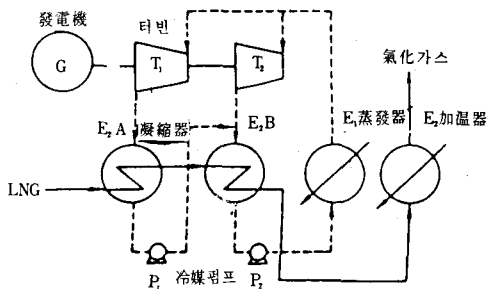 發電機
터빈
G
T₁
T₂
氣化가스
E₂A
凝縮器
E₂B
E₁蒸發器
E₂加温器
LNG
P₁
冷媒펌프
P₂